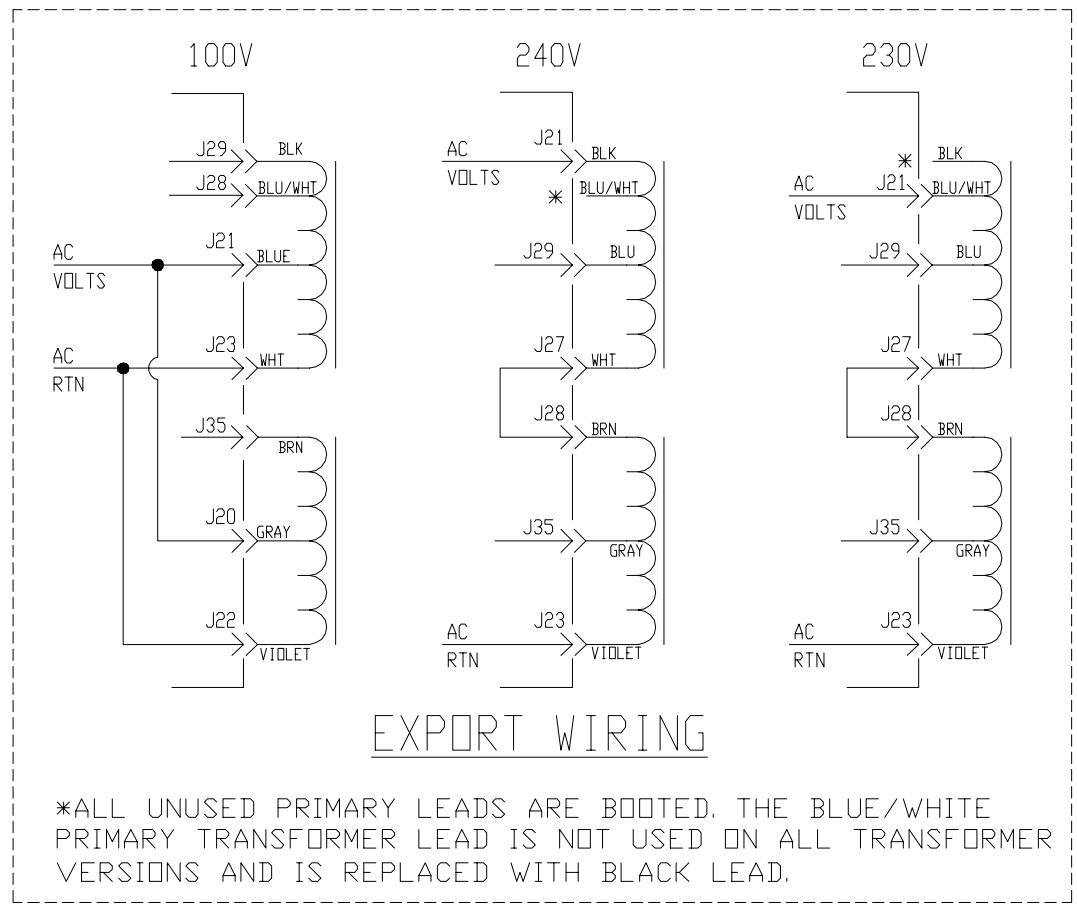 100V
J29 BLK
J28 BLU/WHT
J21 BLUE
AC
VOLTS
J23 WHT
AC
RTN
J35 BRN
J20 GRAY
J22 VIOLET
240V
J21 BLK
AC
VOLTS
* BLU/WHT
J29 BLU
J27 WHT
J28 BRN
J35 GRAY
J23 VIOLET
AC
RTN
230V
* BLK
J21 BLU/WHT
AC
VOLTS
J29 BLU
J27 WHT
J28 BRN
J35 GRAY
J23 VIOLET
AC
RTN
EXPORT WIRING
*ALL UNUSED PRIMARY LEADS ARE BOOTED. THE BLUE/WHITE
PRIMARY TRANSFORMER LEAD IS NOT USED ON ALL TRANSFORMER
VERSIONS AND IS REPLACED WITH BLACK LEAD.